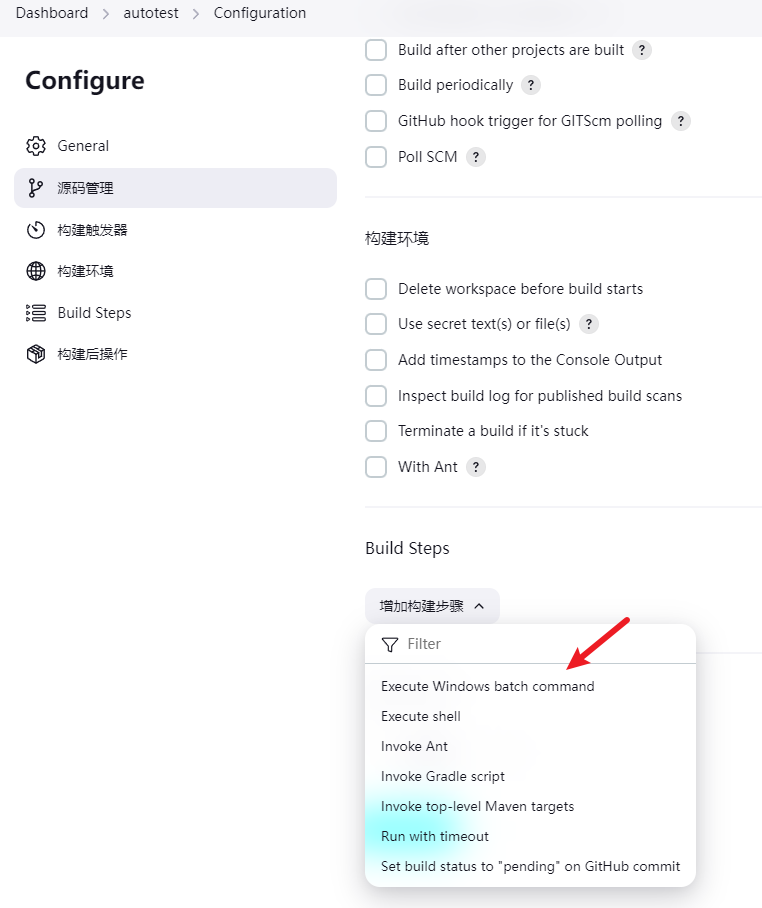 Dashboard > autotest > Configuration
Configure
General
源码管理
构建触发器
构建环境
Build Steps
构建后操作
Build after other projects are built ?
Build periodically ?
GitHub hook trigger for GITScm polling ?
Poll SCM ?
构建环境
Delete workspace before build starts
Use secret text(s) or file(s) ?
Add timestamps to the Console Output
Inspect build log for published build scans
Terminate a build if it's stuck
With Ant ?
Build Steps
增加构建步骤
Filter
Execute Windows batch command
Execute shell
Invoke Ant
Invoke Gradle script
Invoke top-level Maven targets
Run with timeout
Set build status to "pending" on GitHub commit